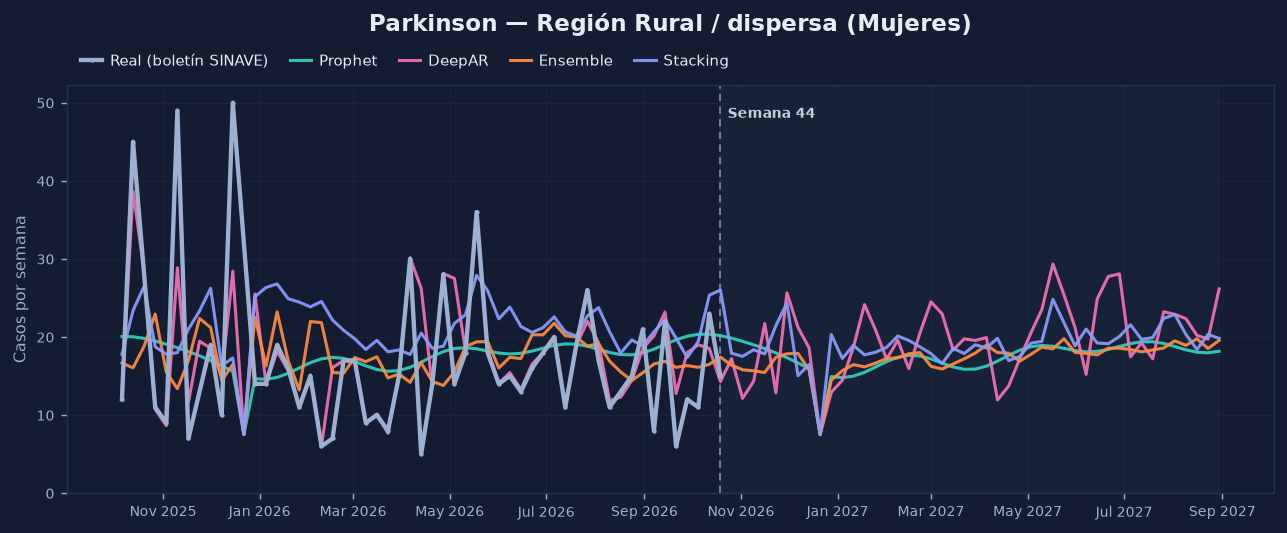 Parkinson — Región Rural / dispersa (Mujeres)
Real (boletín SINAVE) Prophet DeepAR Ensemble Stacking
Semana 44
Casos por semana
50
40
30
20
10
0
Nov 2025 Jan 2026 Mar 2026 May 2026 Jul 2026 Sep 2026 Nov 2026 Jan 2027 Mar 2027 May 2027 Jul 2027 Sep 2027